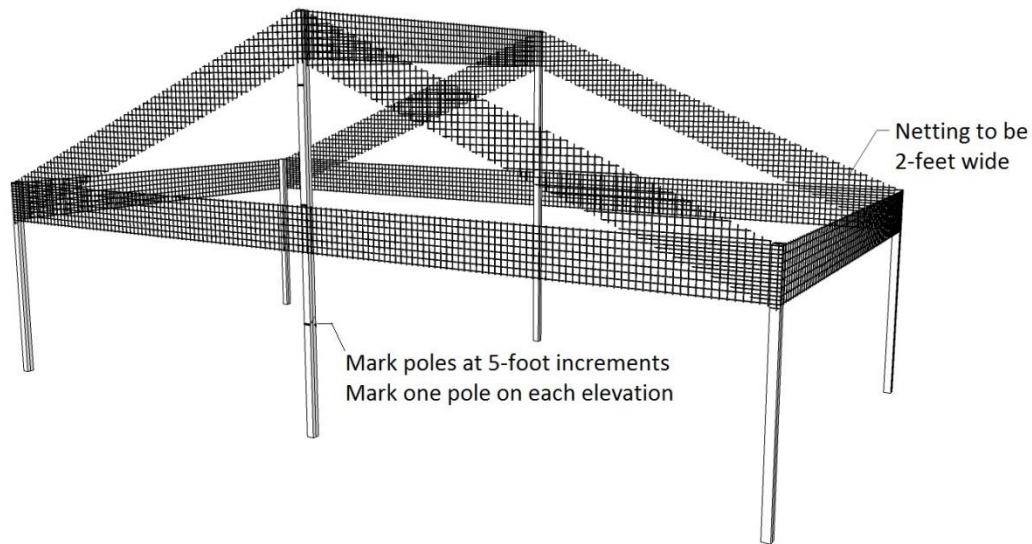 Netting to be
2-feet wide
Mark poles at 5-foot increments
Mark one pole on each elevation